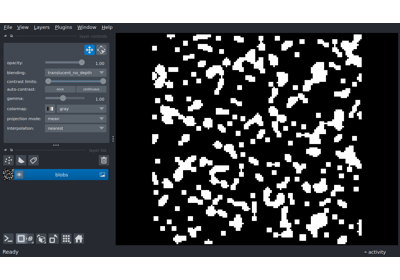 File View Layers Plugins Window Help
opacity: 1.00
blending: translucent_no_depth
contrast limits:
auto-contrast: once continuous
gamma: 1.00
colormap: gray
projection mode: none
interpolation: nearest
blobs
Ready activity